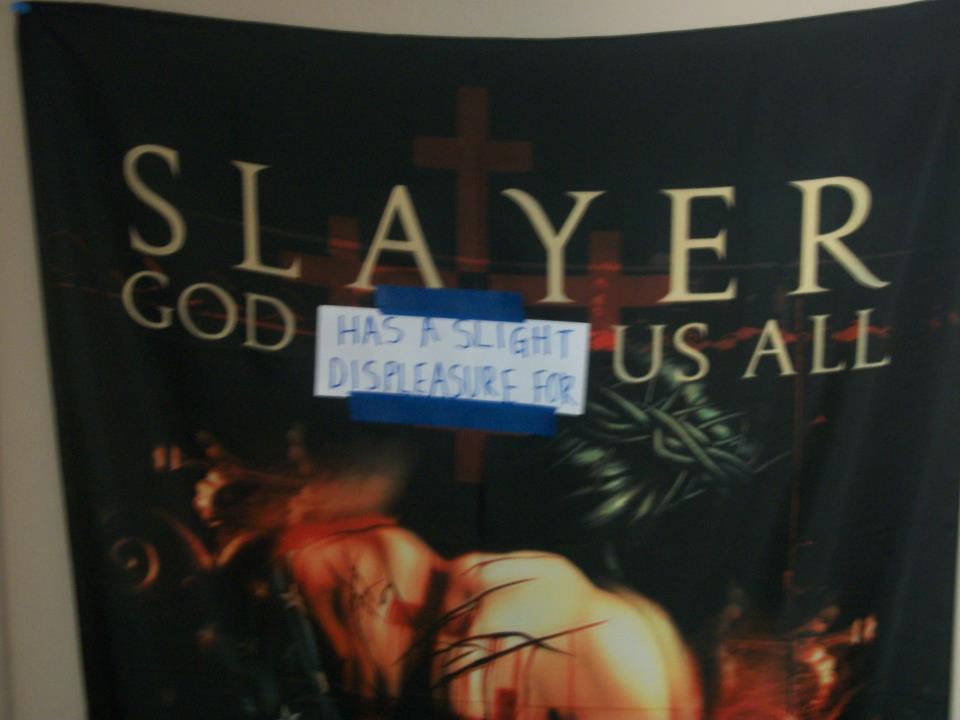 SLAYER
GOD HAS A SLIGHT US ALL
DISPLEASURE FOR